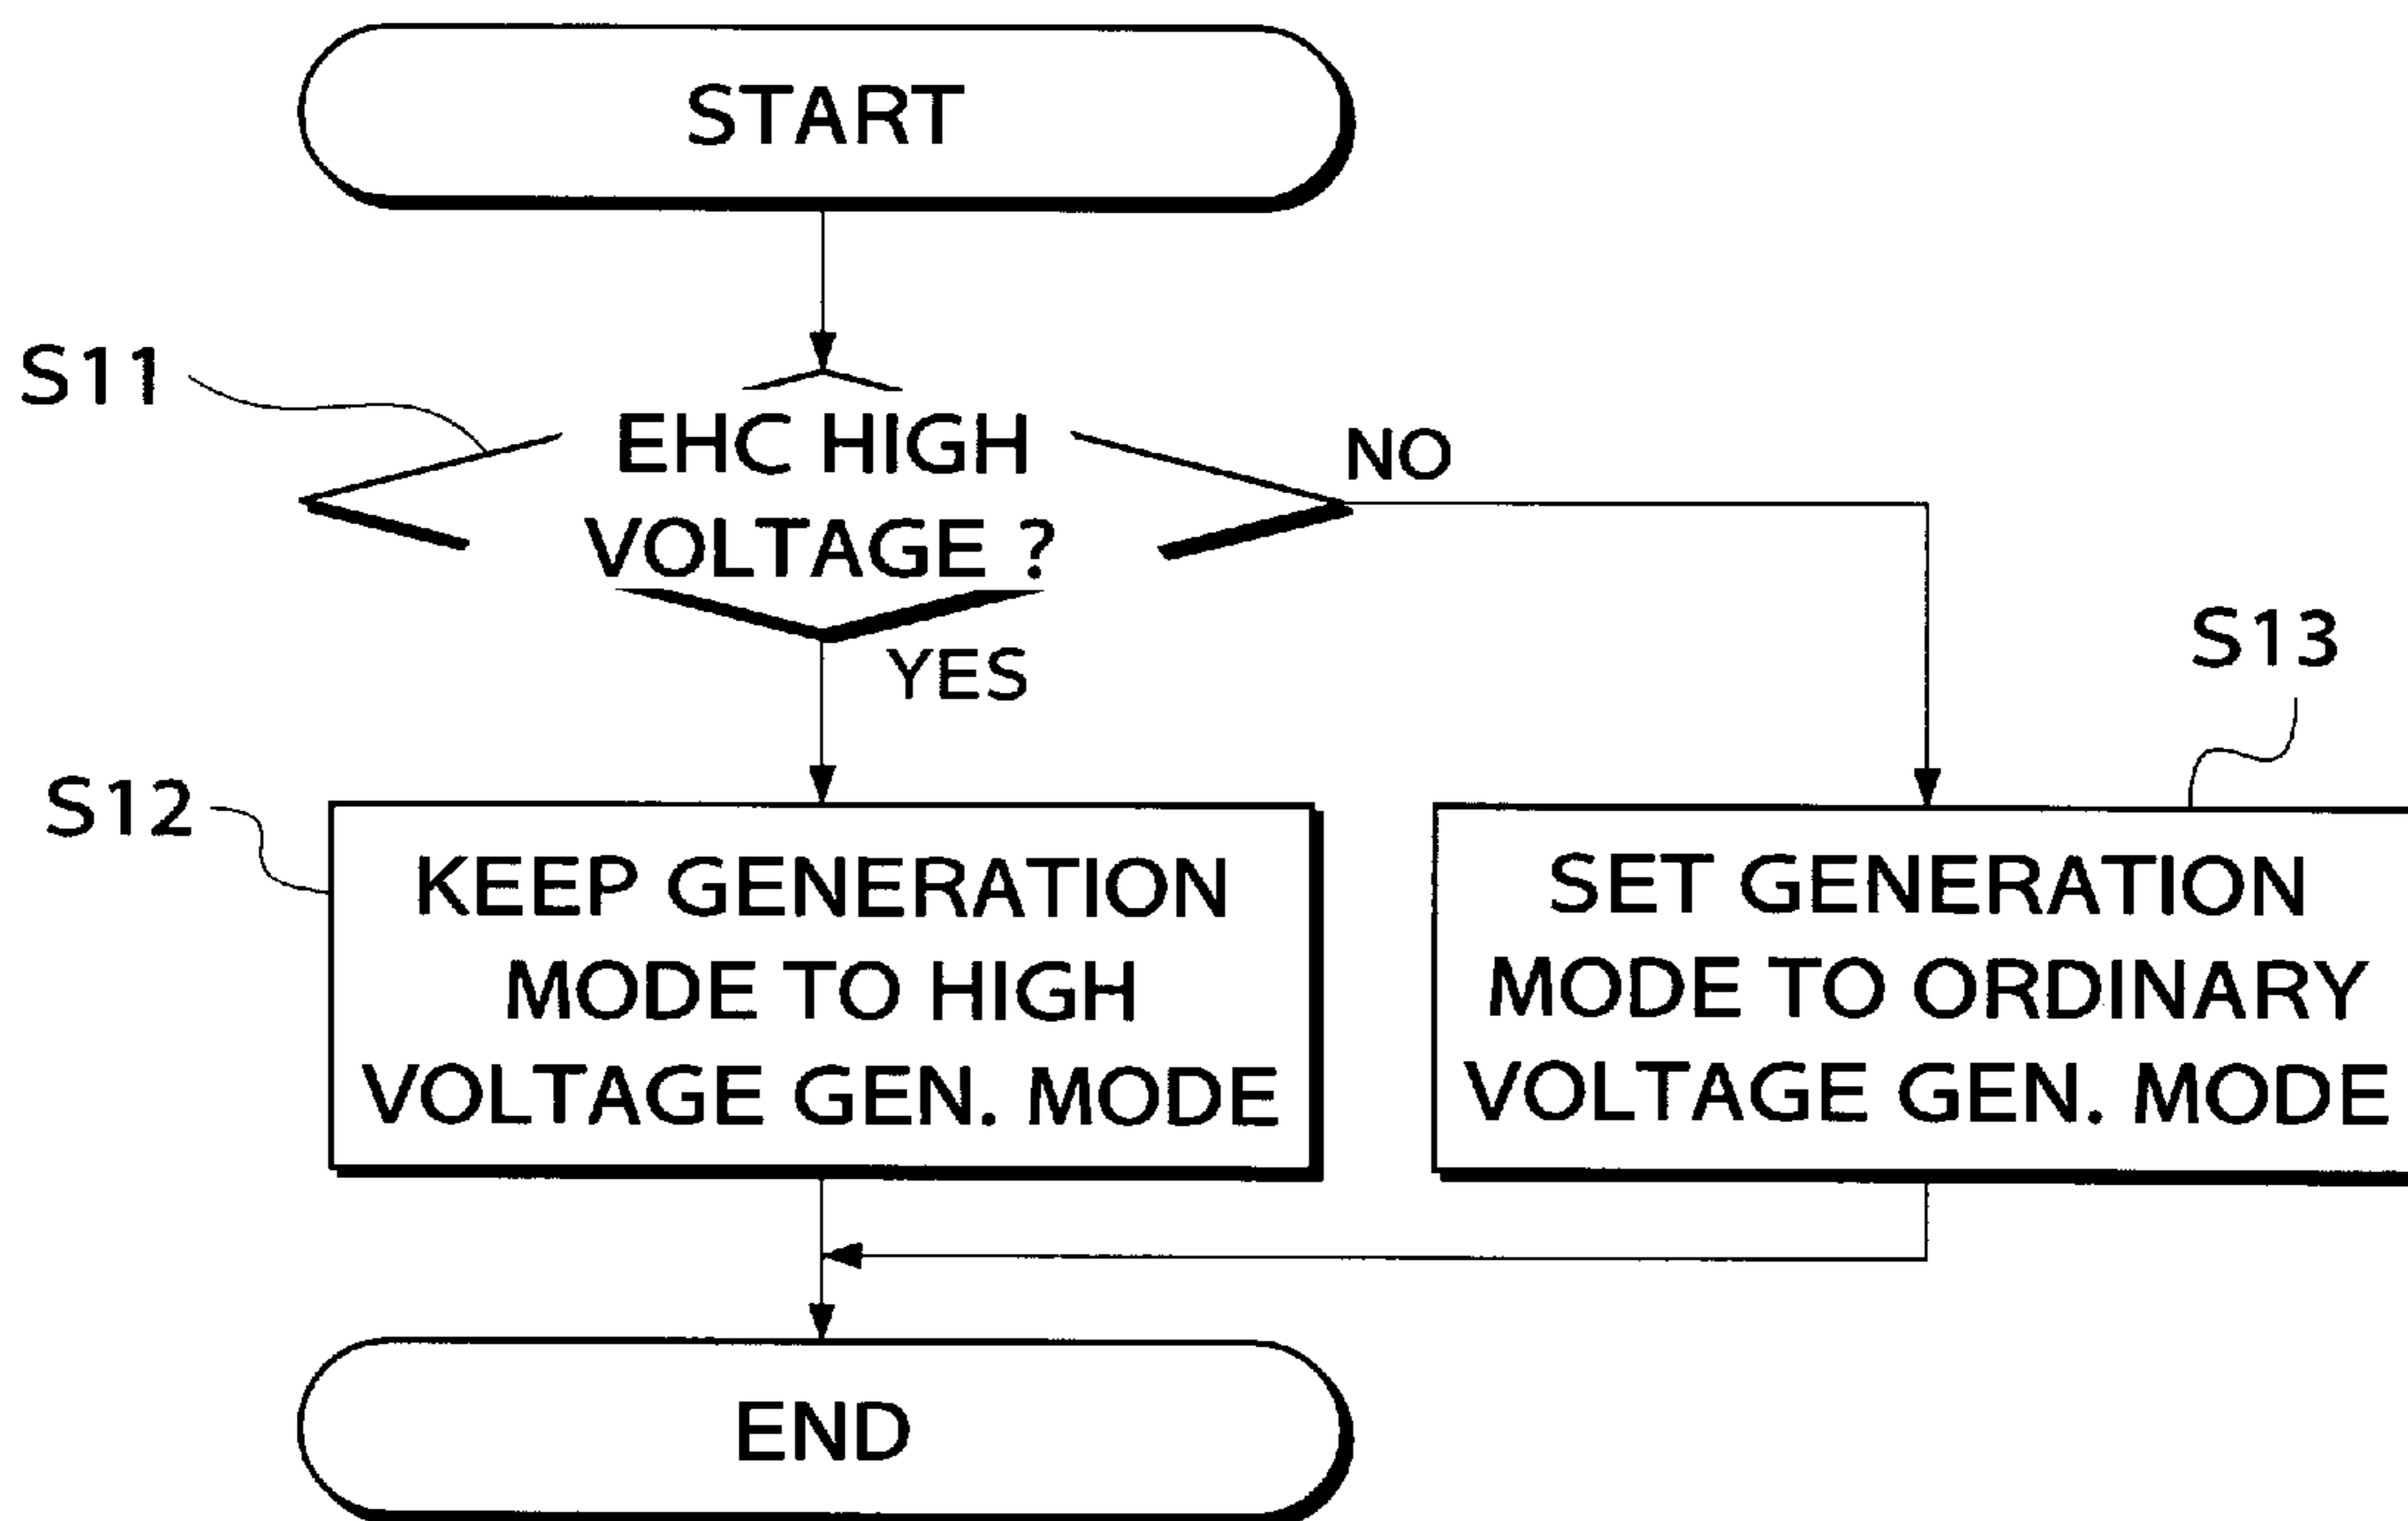 START
S11
EHC HIGH
VOLTAGE ?
NO
YES
S12
KEEP GENERATION
MODE TO HIGH
VOLTAGE GEN. MODE
S13
SET GENERATION
MODE TO ORDINARY
VOLTAGE GEN. MODE
END